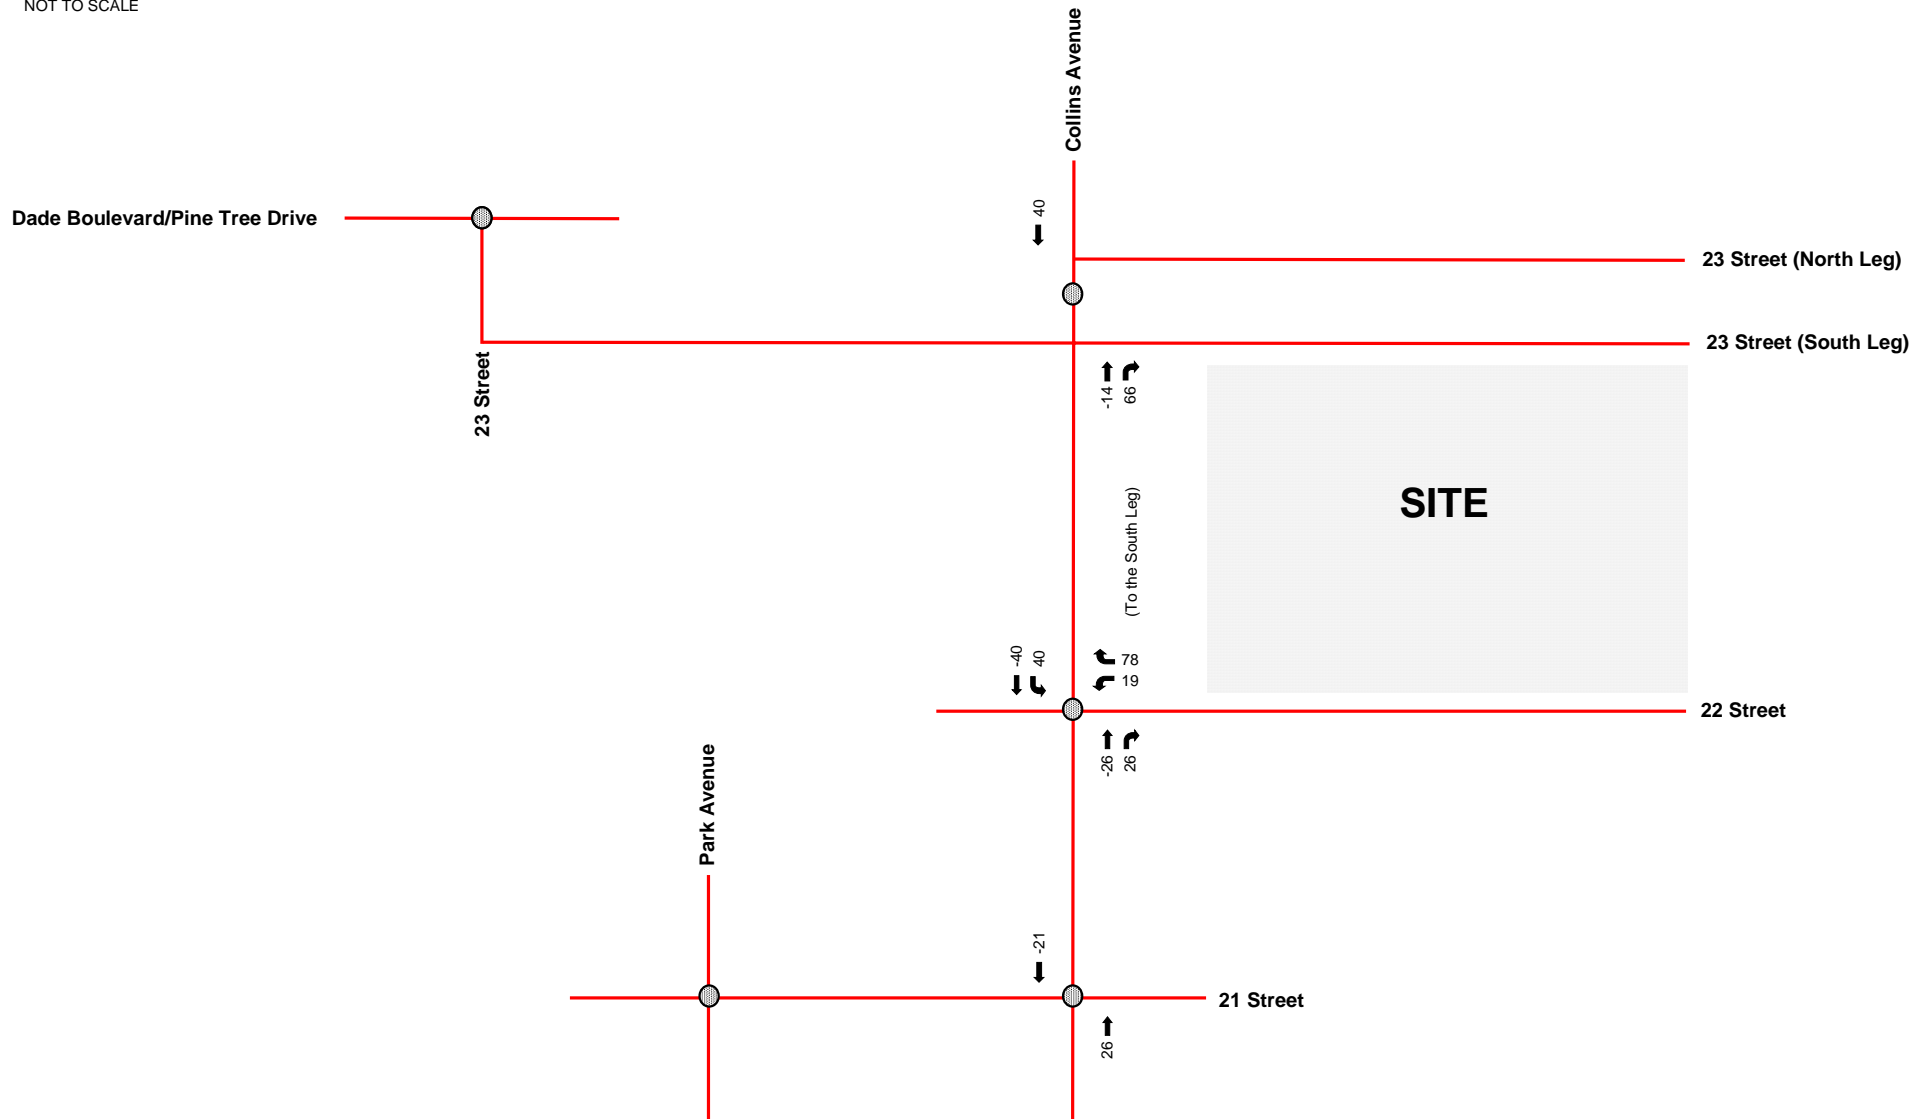 NOT TO SCALE
Collins Avenue
40
Dade Boulevard/Pine Tree Drive
23 Street (North Leg)
23 Street (South Leg)
23 Street
-14
66
SITE
(To the South Leg)
-40
40
78
19
22 Street
-26
26
Park Avenue
-21
21 Street
26